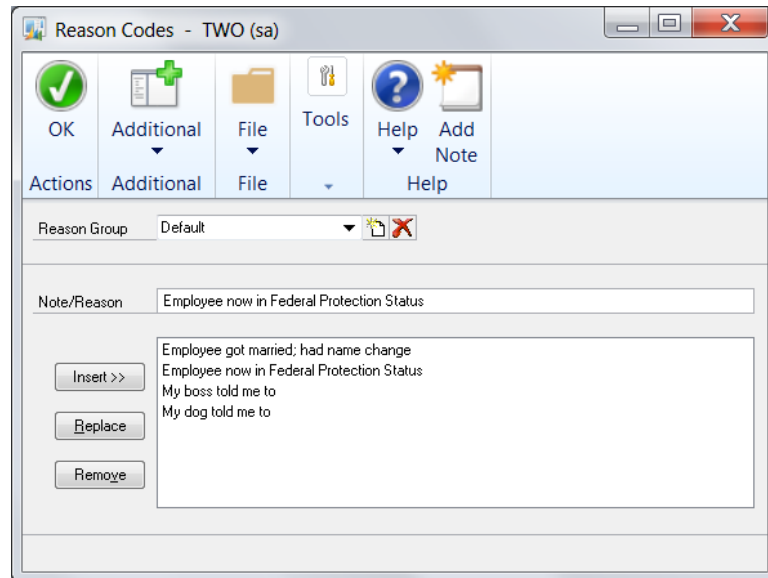 Reason Codes - TWO (sa)
OK
Additional
File
Tools
Help
Add Note
Actions
Additional
File
Help
Reason Group
Default
Note/Reason
Employee now in Federal Protection Status
Employee got married; had name change
Employee now in Federal Protection Status
My boss told me to
My dog told me to
Insert >>
Replace
Remove